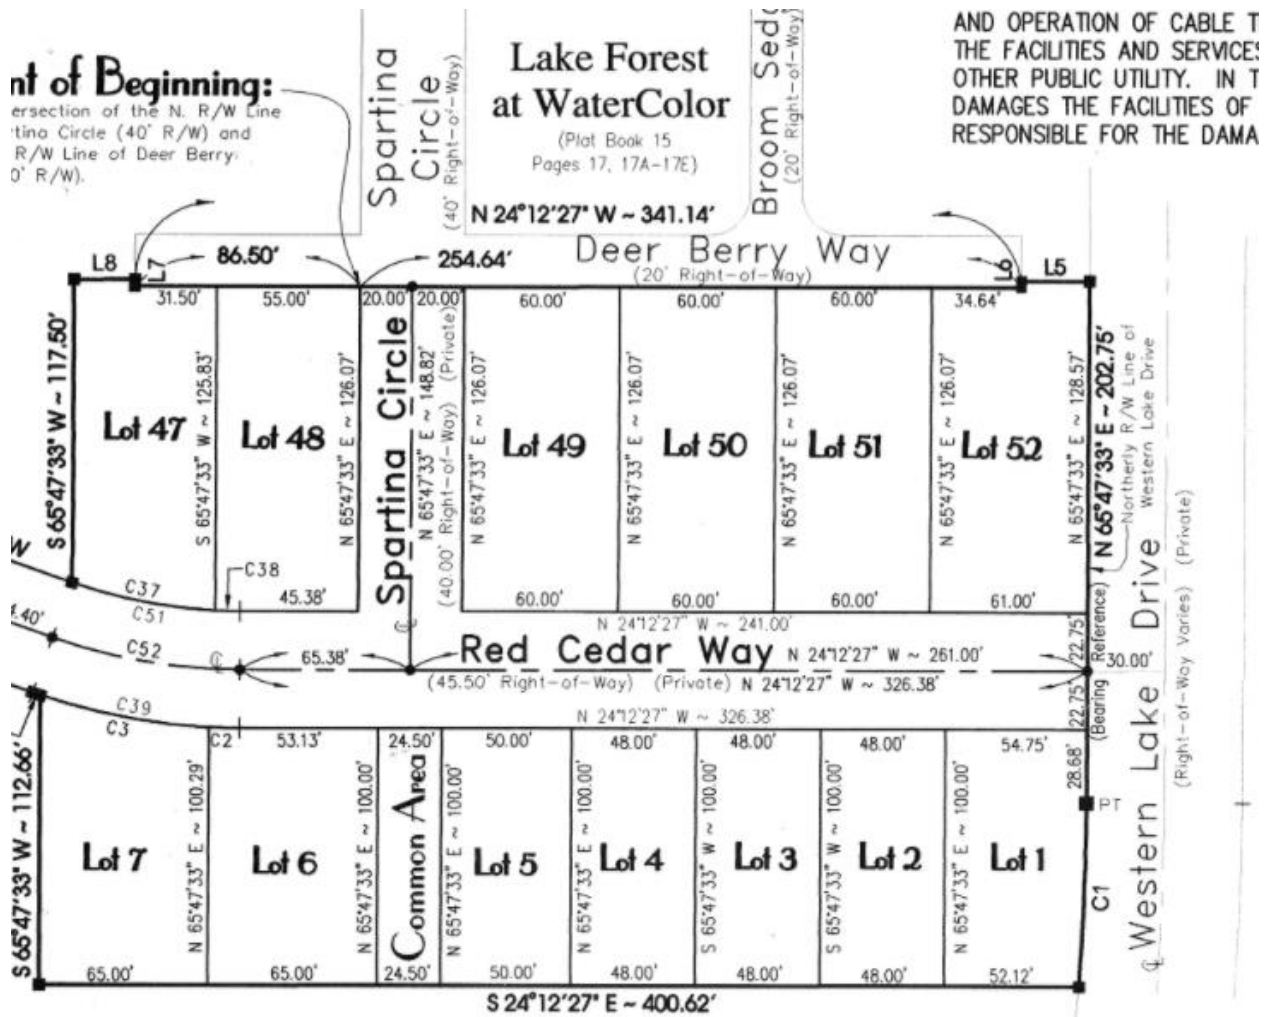 AND OPERATION OF CABLE T
THE FACILITIES AND SERVICES
OTHER PUBLIC UTILITY. IN T
DAMAGES THE FACILITIES OF
RESPONSIBLE FOR THE DAMA
nt of Beginning:
ersection of the N. R/W Line
tina Circle (40' R/W) and
R/W Line of Deer Berry
0' R/W).
Spartina
Circle
(40' Right-of-Way)
Lake Forest
at WaterColor
(Plat Book 15
Pages 17, 17A-17E)
Broom Sedg
(20' Right-of-Way)
N 24°12'27" W ~ 341.14'
Deer Berry Way
(20' Right-of-Way)
L8
L7
86.50'
254.64'
L6
L5
31.50'
55.00'
20.00'
20.00'
60.00'
60.00'
60.00'
34.64'
S 65°47'33" W ~ 117.50'
Lot 47
S 65°47'33" W ~ 125.83'
Lot 48
N 65°47'33" E ~ 126.07'
Spartina Circle
N 65°47'33" E ~ 148.82'
(40.00' Right-of-Way) (Private)
N 65°47'33" E ~ 126.07'
Lot 49
N 65°47'33" E ~ 126.07'
Lot 50
N 65°47'33" E ~ 126.07'
Lot 51
N 65°47'33" E ~ 126.07'
Lot 52
N 65°47'33" E ~ 128.57'
N 65°47'33" E ~ 202.75'
(Bearing Reference)
Northerly R/W Line of
Western Lake Drive
W
C37
C51
C38
45.38'
60.00'
60.00'
60.00'
61.00'
N 24°12'27" W ~ 241.00'
4.40'
C52
65.38'
Red Cedar Way
N 24°12'27" W ~ 261.00'
22.75'
30.00'
(45.50' Right-of-Way) (Private)
N 24°12'27" W ~ 326.38'
22.75'
C39
C3
N 24°12'27" W ~ 326.38'
C2
53.13'
24.50'
50.00'
48.00'
48.00'
48.00'
54.75'
28.68'
PT
C1
S 65°47'33" W ~ 112.66'
Lot 7
N 65°47'33" E ~ 100.29'
Lot 6
N 65°47'33" E ~ 100.00'
Common Area
N 65°47'33" E ~ 100.00'
Lot 5
N 65°47'33" E ~ 100.00'
Lot 4
S 65°47'33" W ~ 100.00'
Lot 3
S 65°47'33" W ~ 100.00'
Lot 2
N 65°47'33" E ~ 100.00'
Lot 1
Western Lake Drive
(Right-of-Way Varies) (Private)
65.00'
65.00'
24.50'
50.00'
48.00'
48.00'
48.00'
52.12'
S 24°12'27" E ~ 400.62'